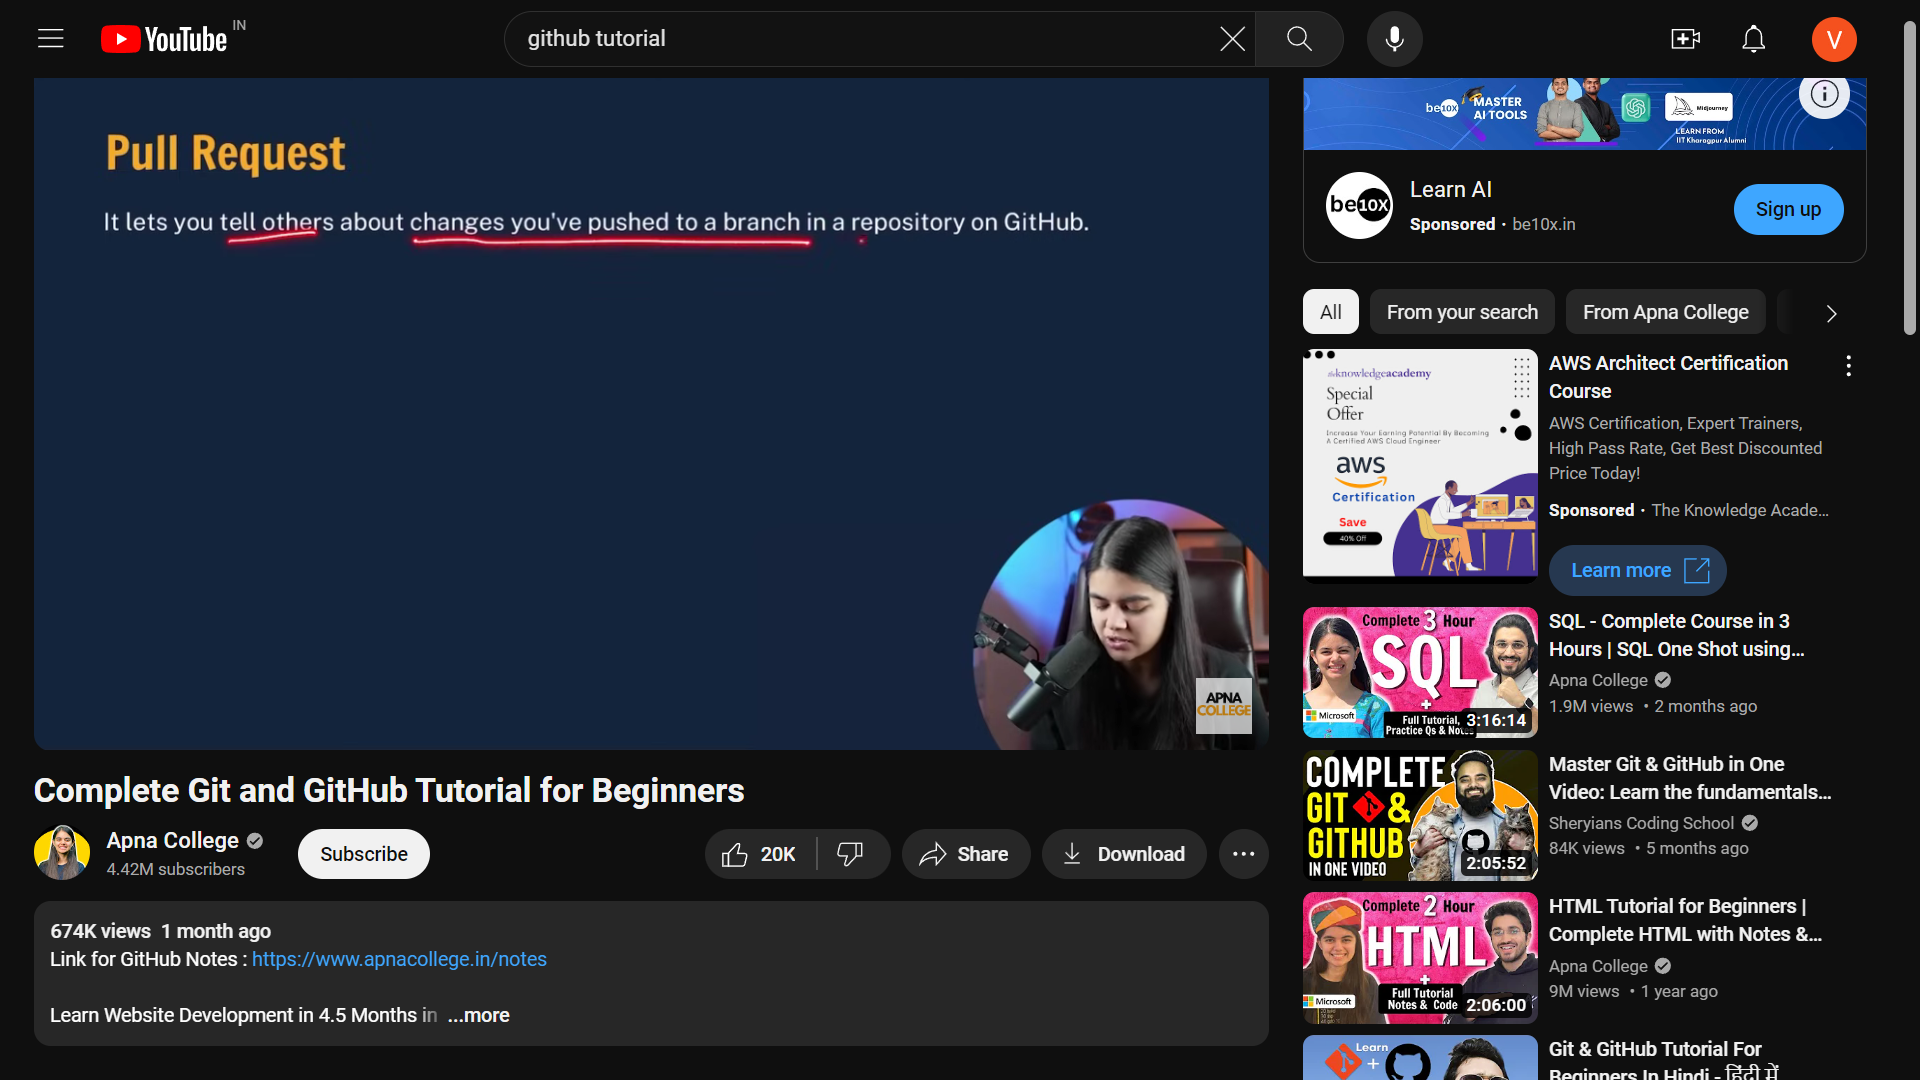 YouTube IN
github tutorial
V
Pull Request
It lets you tell others about changes you've pushed to a branch in a repository on GitHub.
APNA
COLLEGE
Complete Git and GitHub Tutorial for Beginners
Apna College
4.42M subscribers
Subscribe
20K
Share
Download
674K views 1 month ago
Link for GitHub Notes : https://www.apnacollege.in/notes
Learn Website Development in 4.5 Months in ...more
be10x
MASTER
AI TOOLS
Midjourney
LEARN FROM
IIT Kharagpur Alumni
be10x
Learn AI
Sponsored · be10x.in
Sign up
All
From your search
From Apna College
theknowledgeacademy
Special
Offer
Increase Your Earning Potential By Becoming
A Certified AWS Cloud Engineer
aws
Certification
Save
40% Off
AWS Architect Certification
Course
AWS Certification, Expert Trainers,
High Pass Rate, Get Best Discounted
Price Today!
Sponsored · The Knowledge Acade...
Learn more
Complete 3 Hour
SQL
+
Microsoft
Full Tutorial,
Practice Qs & Notes
3:16:14
SQL - Complete Course in 3
Hours | SQL One Shot using...
Apna College
1.9M views • 2 months ago
COMPLETE
GIT &
GITHUB
IN ONE VIDEO
2:05:52
Master Git & GitHub in One
Video: Learn the fundamentals...
Sheryians Coding School
84K views • 5 months ago
Complete 2 Hour
HTML
+
Microsoft
Full Tutorial
Notes & Code
2:06:00
HTML Tutorial for Beginners |
Complete HTML with Notes &...
Apna College
9M views • 1 year ago
Learn
+
Git & GitHub Tutorial For
Beginners In Hindi - हिंदी में